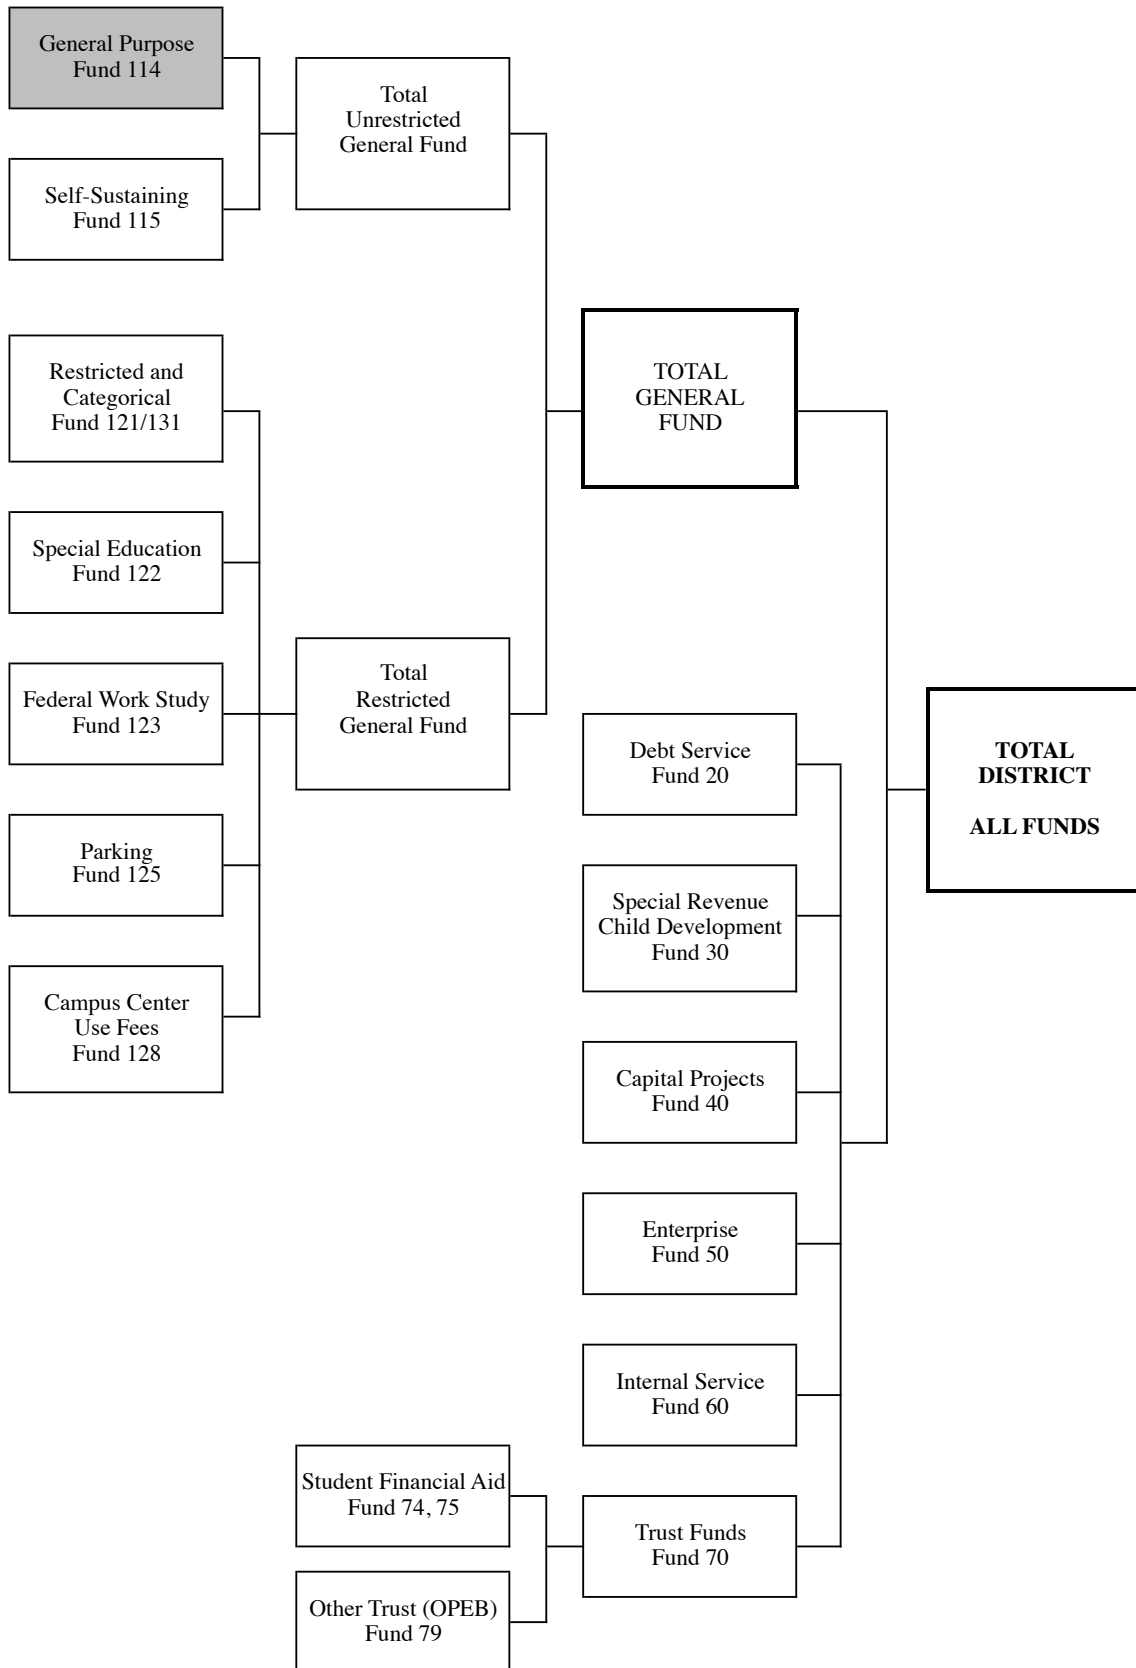 General Purpose
Fund 114
Total
Unrestricted
General Fund
Self-Sustaining
Fund 115
Restricted and
Categorical
Fund 121/131
TOTAL
GENERAL
FUND
Special Education
Fund 122
Federal Work Study
Fund 123
Total
Restricted
General Fund
Debt Service
Fund 20
TOTAL
DISTRICT
ALL FUNDS
Parking
Fund 125
Special Revenue
Child Development
Fund 30
Campus Center
Use Fees
Fund 128
Capital Projects
Fund 40
Enterprise
Fund 50
Internal Service
Fund 60
Student Financial Aid
Fund 74, 75
Trust Funds
Fund 70
Other Trust (OPEB)
Fund 79